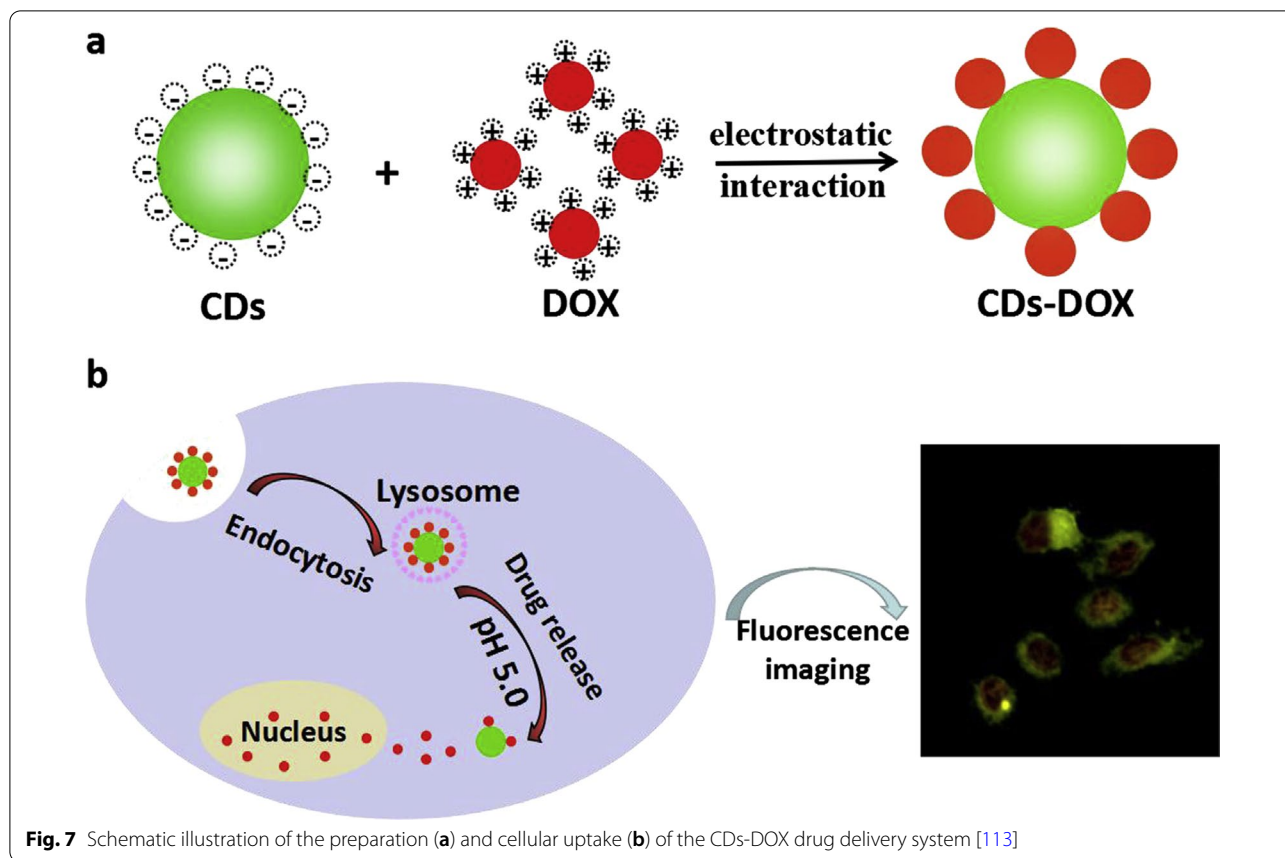 a
+
electrostatic
interaction
CDs
DOX
CDs-DOX
b
Endocytosis
Lysosome
Drug release
pH 5.0
Nucleus
Fluorescence
imaging
Fig. 7 Schematic illustration of the preparation (a) and cellular uptake (b) of the CDs-DOX drug delivery system [113]